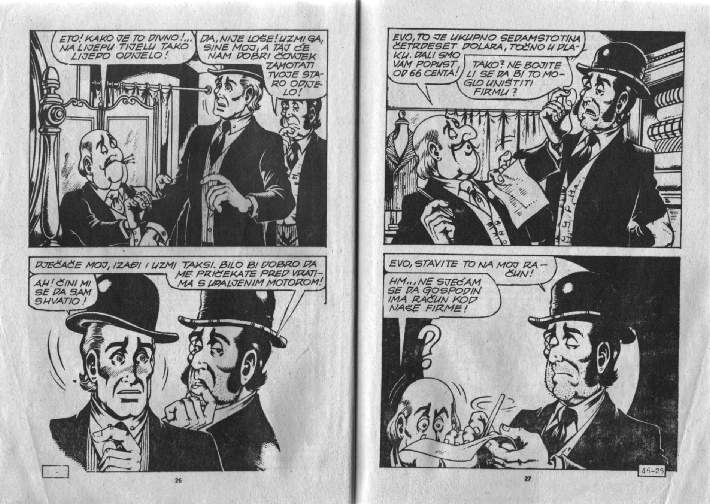 ETO! KAKO JE TO DIVNO!...
NA LIJEPU TIJELU TAKO
LIJEPO ODIJELO!
DA, NIJE LOŠE! UZMI GA,
SINE MOJ, A TAJ ĆE
NAM DOBRI ČOVJEK
ZAMOTATI
TVOJE STA-
RO ODIJE-
LO!
DJEČAČE MOJ, IZAĐI I UZMI TAKSI. BILO BI DOBRO DA
ME PRIČEKATE PRED VRATI-
MA S UPALJENIM MOTOROM!
AH! ČINI MI
SE DA SAM
SHVATIO!
26
EVO, TO JE UKUPNO SEDAMSTOTINA
ČETRDESET DOLARA, TOČNO U DLA-
KU. DALI SMO
VAM POPUST,
OD 66 CENTA!
TAKO? NE BOJITE
LI SE DA BI TO MO-
GLO UNIŠTITI
FIRMU?
EVO, STAVITE TO NA MOJ RA-
ČUN!
HM... NE SJEĆAM
SE DA GOSPODIN
IMA RAČUN KOD
NAŠE FIRME!
?
27